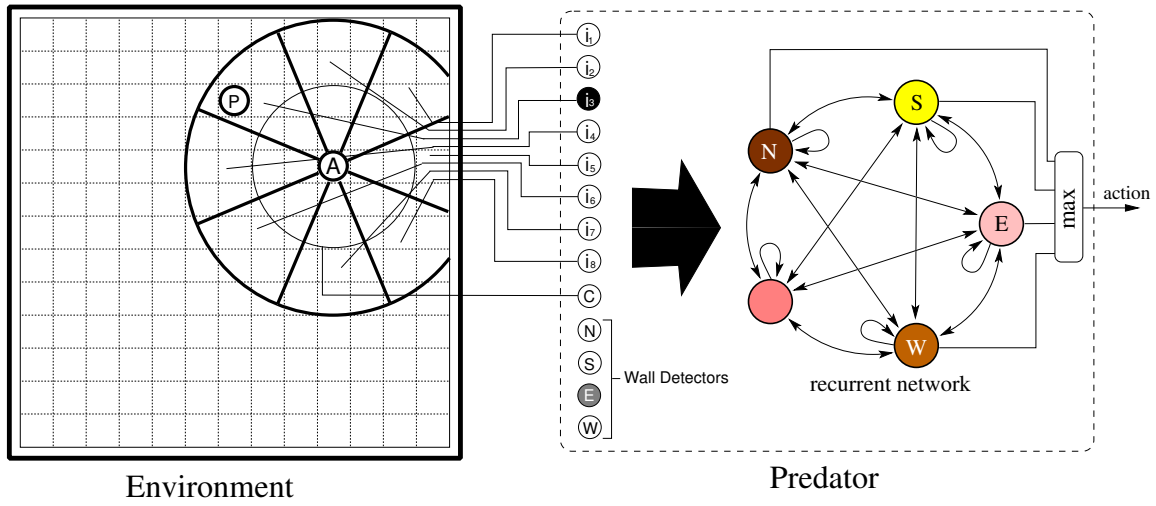 P
A
i1
i2
i3
i4
i5
i6
i7
i8
C
N
S
E
W
Wall Detectors
N
S
E
W
max
action
recurrent network
Environment
Predator